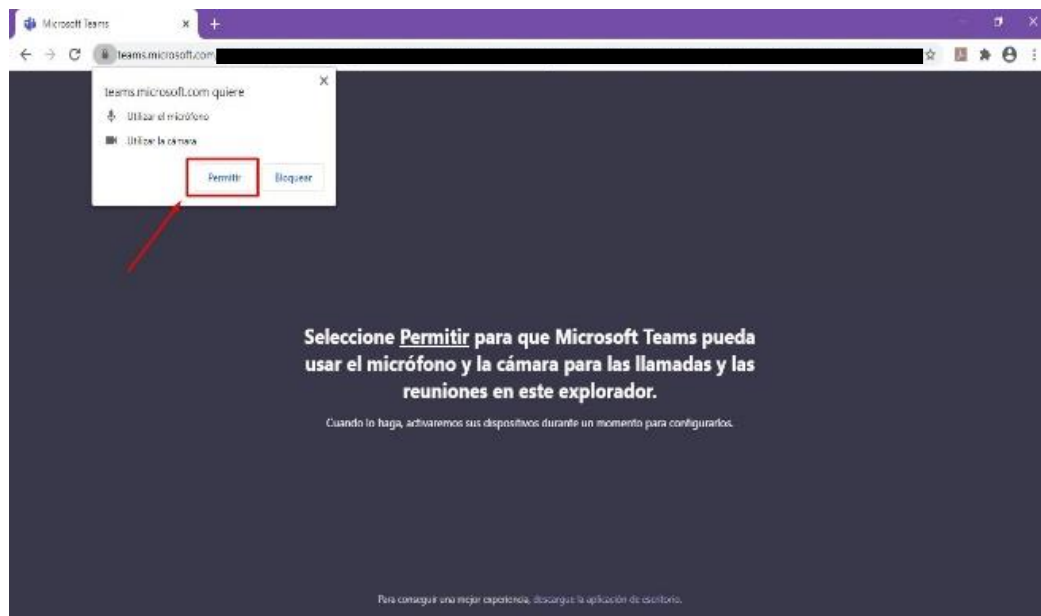 Microsoft Teams
teams.microsoft.com
teams.microsoft.com quiere
Utilizar el micrófono
Utilizar la cámara
Permitir
Bloquear
Seleccione Permitir para que Microsoft Teams pueda
usar el micrófono y la cámara para las llamadas y las
reuniones en este explorador.
Cuando lo haga, activaremos sus dispositivos durante un momento para configurarlos.
Para conseguir una mejor experiencia, descargue la aplicación de escritorio.